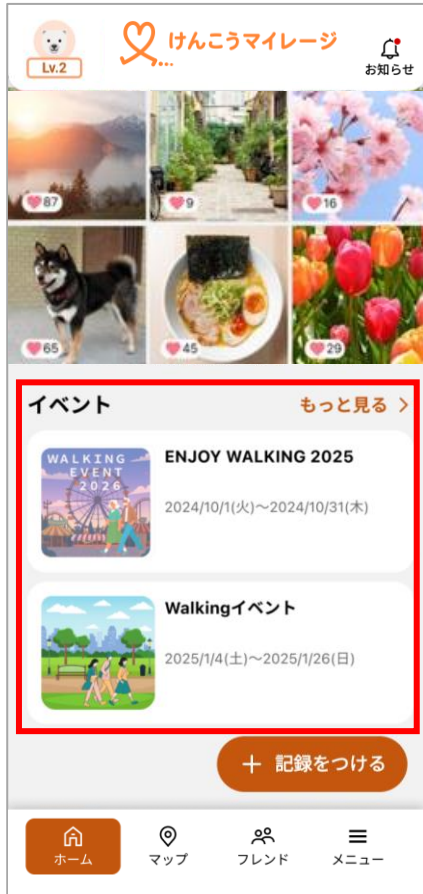 けんこうマイレージ
Lv.2
お知らせ
87
9
16
65
45
29
イベント
もっと見る
WALKING
EVENT
2026
ENJOY WALKING 2025
2024/10/1(火)～2024/10/31(木)
Walkingイベント
2025/1/4(土)～2025/1/26(日)
＋ 記録をつける
ホーム
マップ
フレンド
メニュー